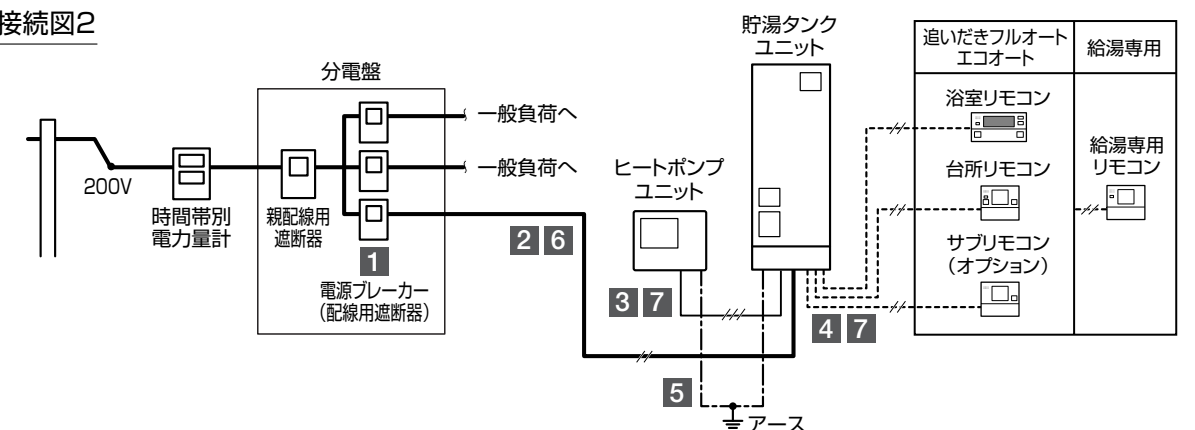 接続図2
分電盤
貯湯タンク
ユニット
追いだきフルオート
エコオート
給湯専用
浴室リモコン
一般負荷へ
一般負荷へ
ヒートポンプ
ユニット
台所リモコン
給湯専用
リモコン
200V
時間帯別
電力量計
親配線用
遮断器
1
2 6
サブリモコン
（オプション）
電源ブレーカー
（配線用遮断器）
3 7
4 7
5
アース